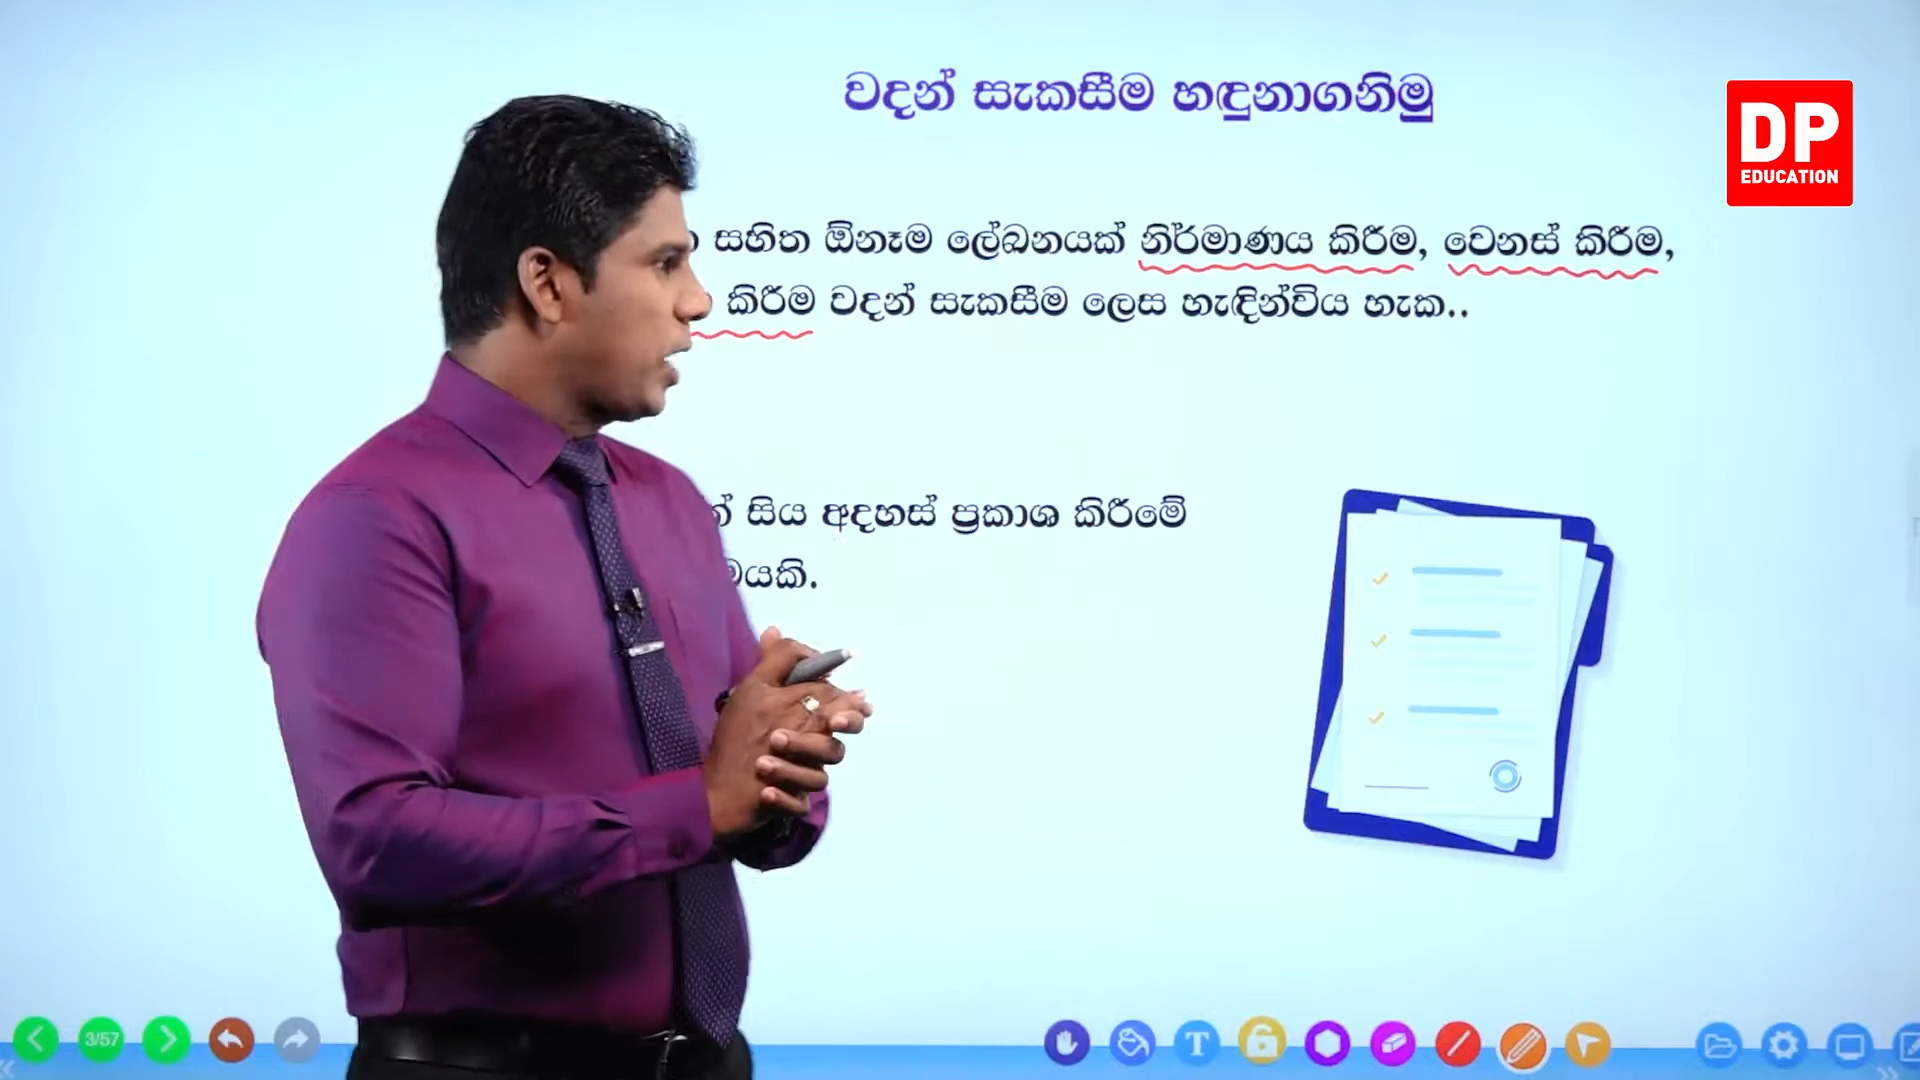 වදන් සැකසීම හඳුනාගනිමු
DP
EDUCATION
සහිත ඕනෑම ලේඛනයක් නිර්මාණය කිරීම, වෙනස් කිරීම,
කිරීම වදන් සැකසීම ලෙස හැඳින්විය හැක..
සිය අදහස් ප්‍රකාශ කිරීමේ
3/57
T